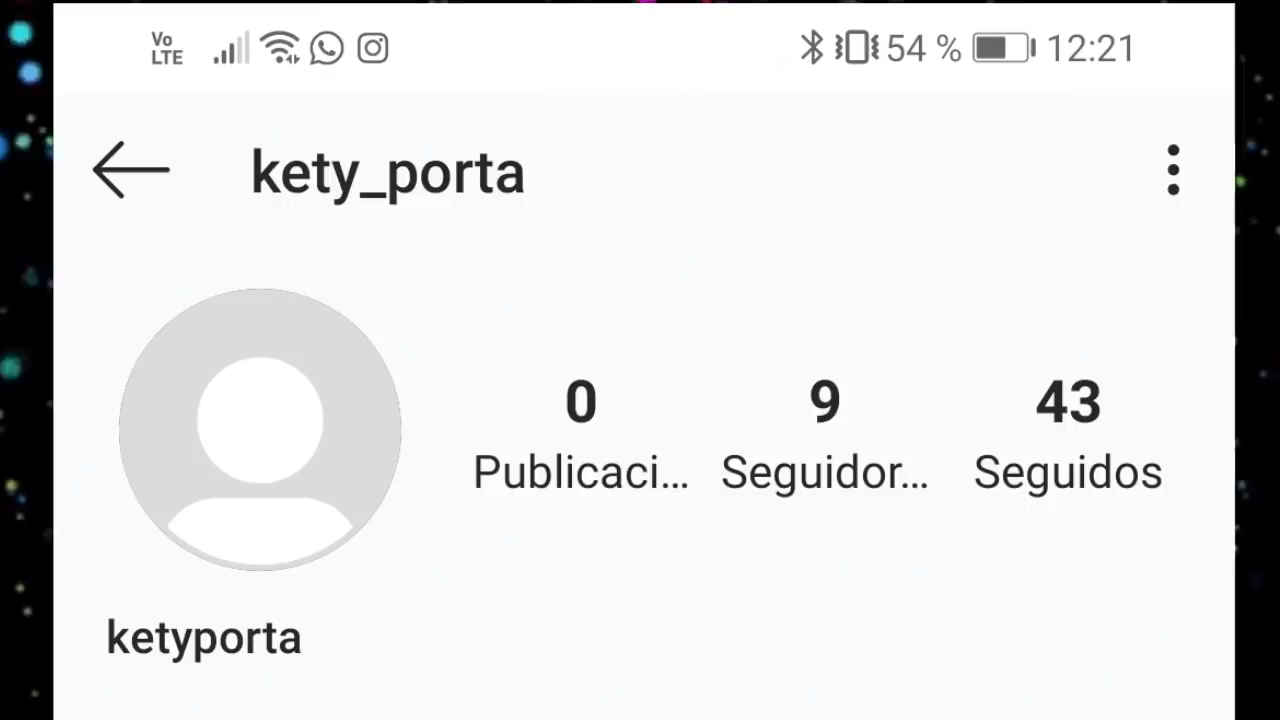 Vo
LTE 54 % 12:21
kety_porta
0 9 43
Publicaci... Seguidor... Seguidos
ketyporta